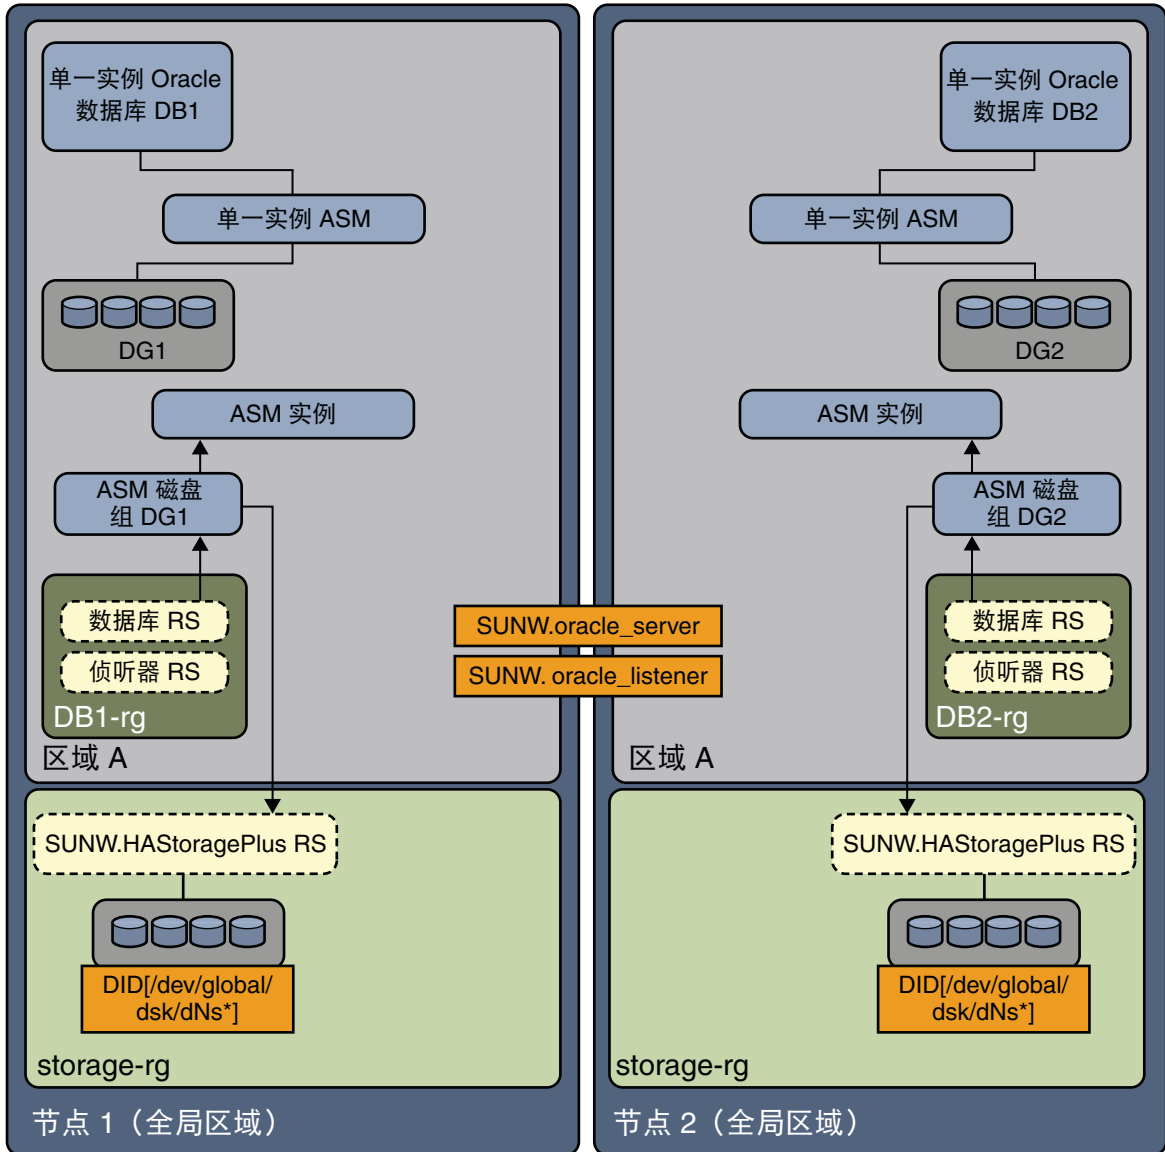 单一实例 Oracle
数据库 DB1
单一实例 ASM
DG1
ASM 实例
ASM 磁盘
组 DG1
数据库 RS
侦听器 RS
DB1-rg
区域 A
SUNW.HAStoragePlus RS
DID[/dev/global/
dsk/dNs*]
storage-rg
节点 1（全局区域）
SUNW.oracle_server
SUNW. oracle_listener
单一实例 Oracle
数据库 DB2
单一实例 ASM
DG2
ASM 实例
ASM 磁盘
组 DG2
数据库 RS
侦听器 RS
DB2-rg
区域 A
SUNW.HAStoragePlus RS
DID[/dev/global/
dsk/dNs*]
storage-rg
节点 2（全局区域）